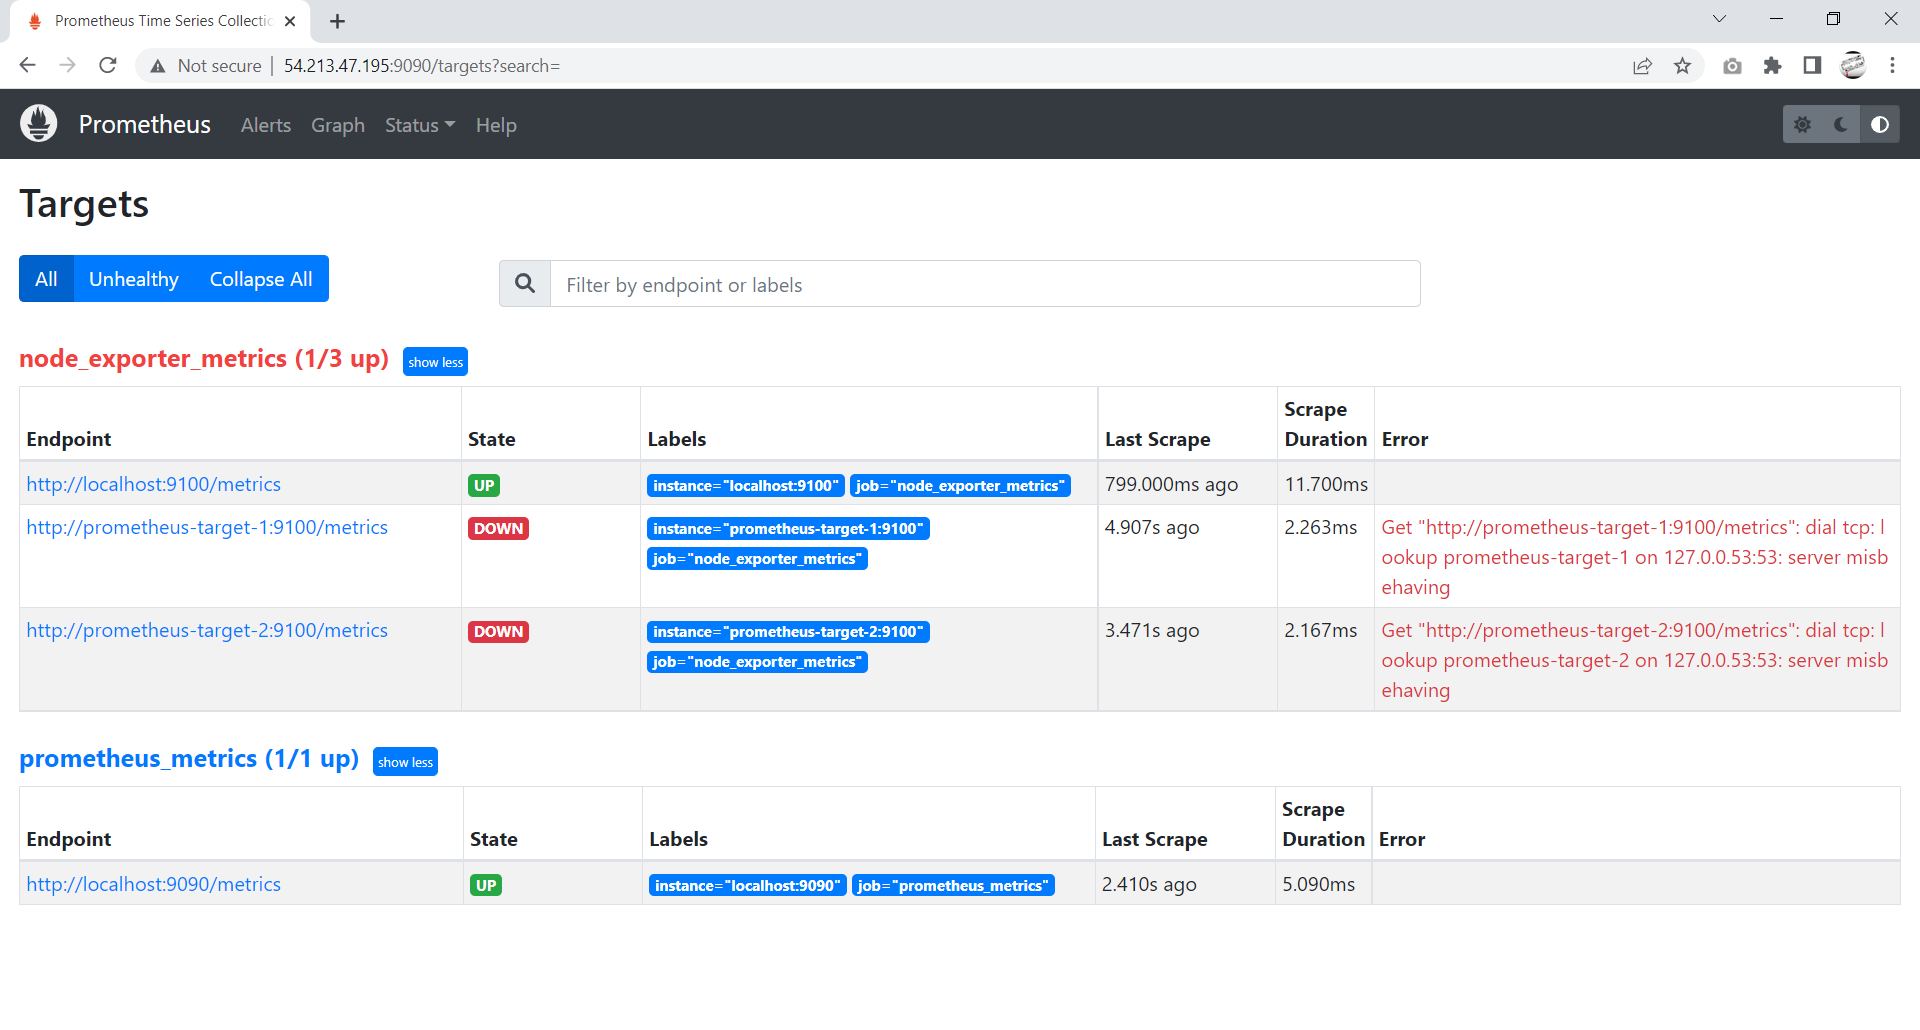 Prometheus Time Series Collectic
Not secure | 54.213.47.195:9090/targets?search=
Prometheus Alerts Graph Status Help
Targets
All Unhealthy Collapse All Filter by endpoint or labels
node_exporter_metrics (1/3 up) show less
Endpoint State Labels Last Scrape Scrape Duration Error
http://localhost:9100/metrics UP instance="localhost:9100" job="node_exporter_metrics" 799.000ms ago 11.700ms
http://prometheus-target-1:9100/metrics DOWN instance="prometheus-target-1:9100" 4.907s ago 2.263ms Get "http://prometheus-target-1:9100/metrics": dial tcp: l
job="node_exporter_metrics" ookup prometheus-target-1 on 127.0.0.53:53: server misb
ehaving
http://prometheus-target-2:9100/metrics DOWN instance="prometheus-target-2:9100" 3.471s ago 2.167ms Get "http://prometheus-target-2:9100/metrics": dial tcp: l
job="node_exporter_metrics" ookup prometheus-target-2 on 127.0.0.53:53: server misb
ehaving
prometheus_metrics (1/1 up) show less
Endpoint State Labels Last Scrape Scrape Duration Error
http://localhost:9090/metrics UP instance="localhost:9090" job="prometheus_metrics" 2.410s ago 5.090ms